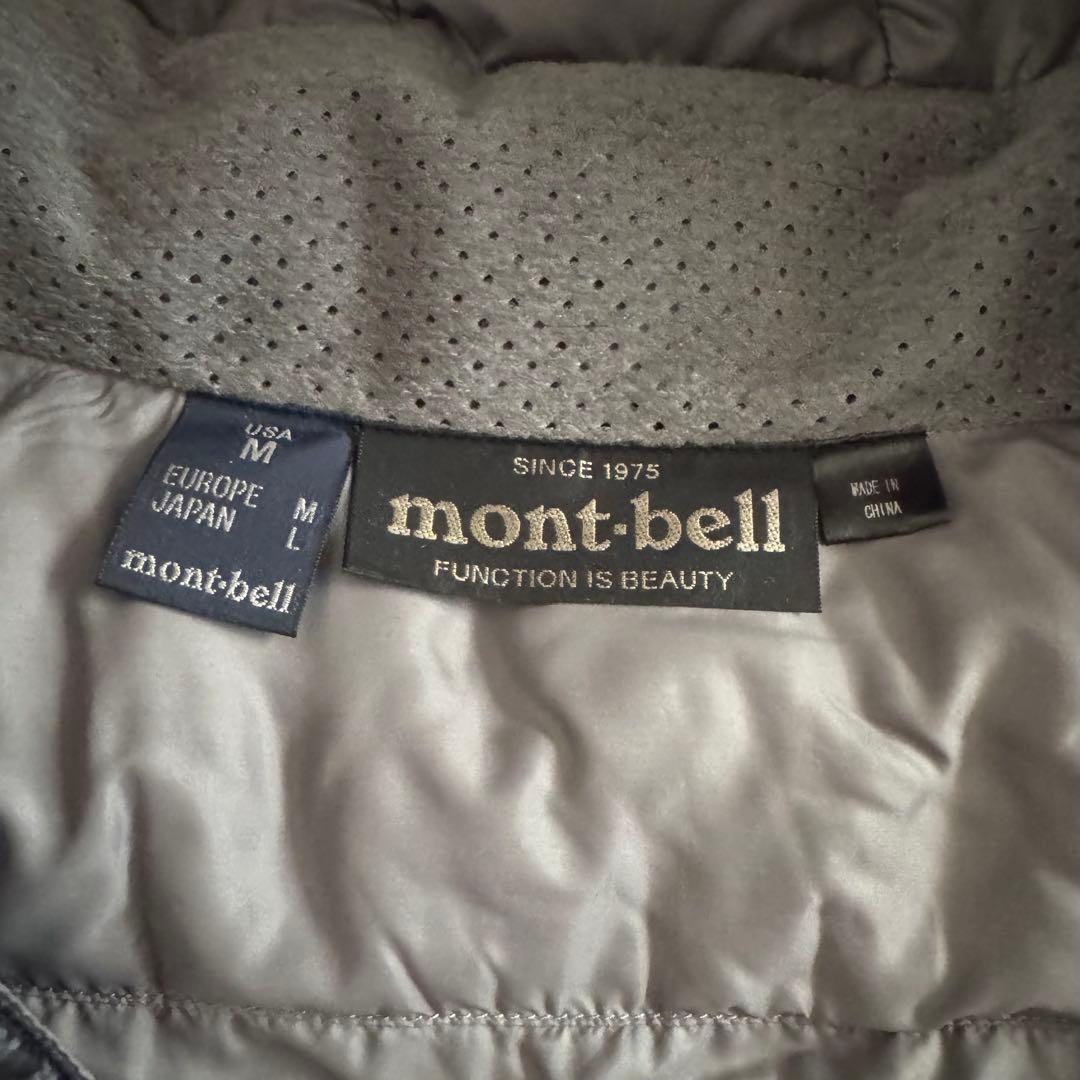 USA
M
EUROPE M
JAPAN L
mont·bell
SINCE 1975
mont·bell
FUNCTION IS BEAUTY
MADE IN
CHINA